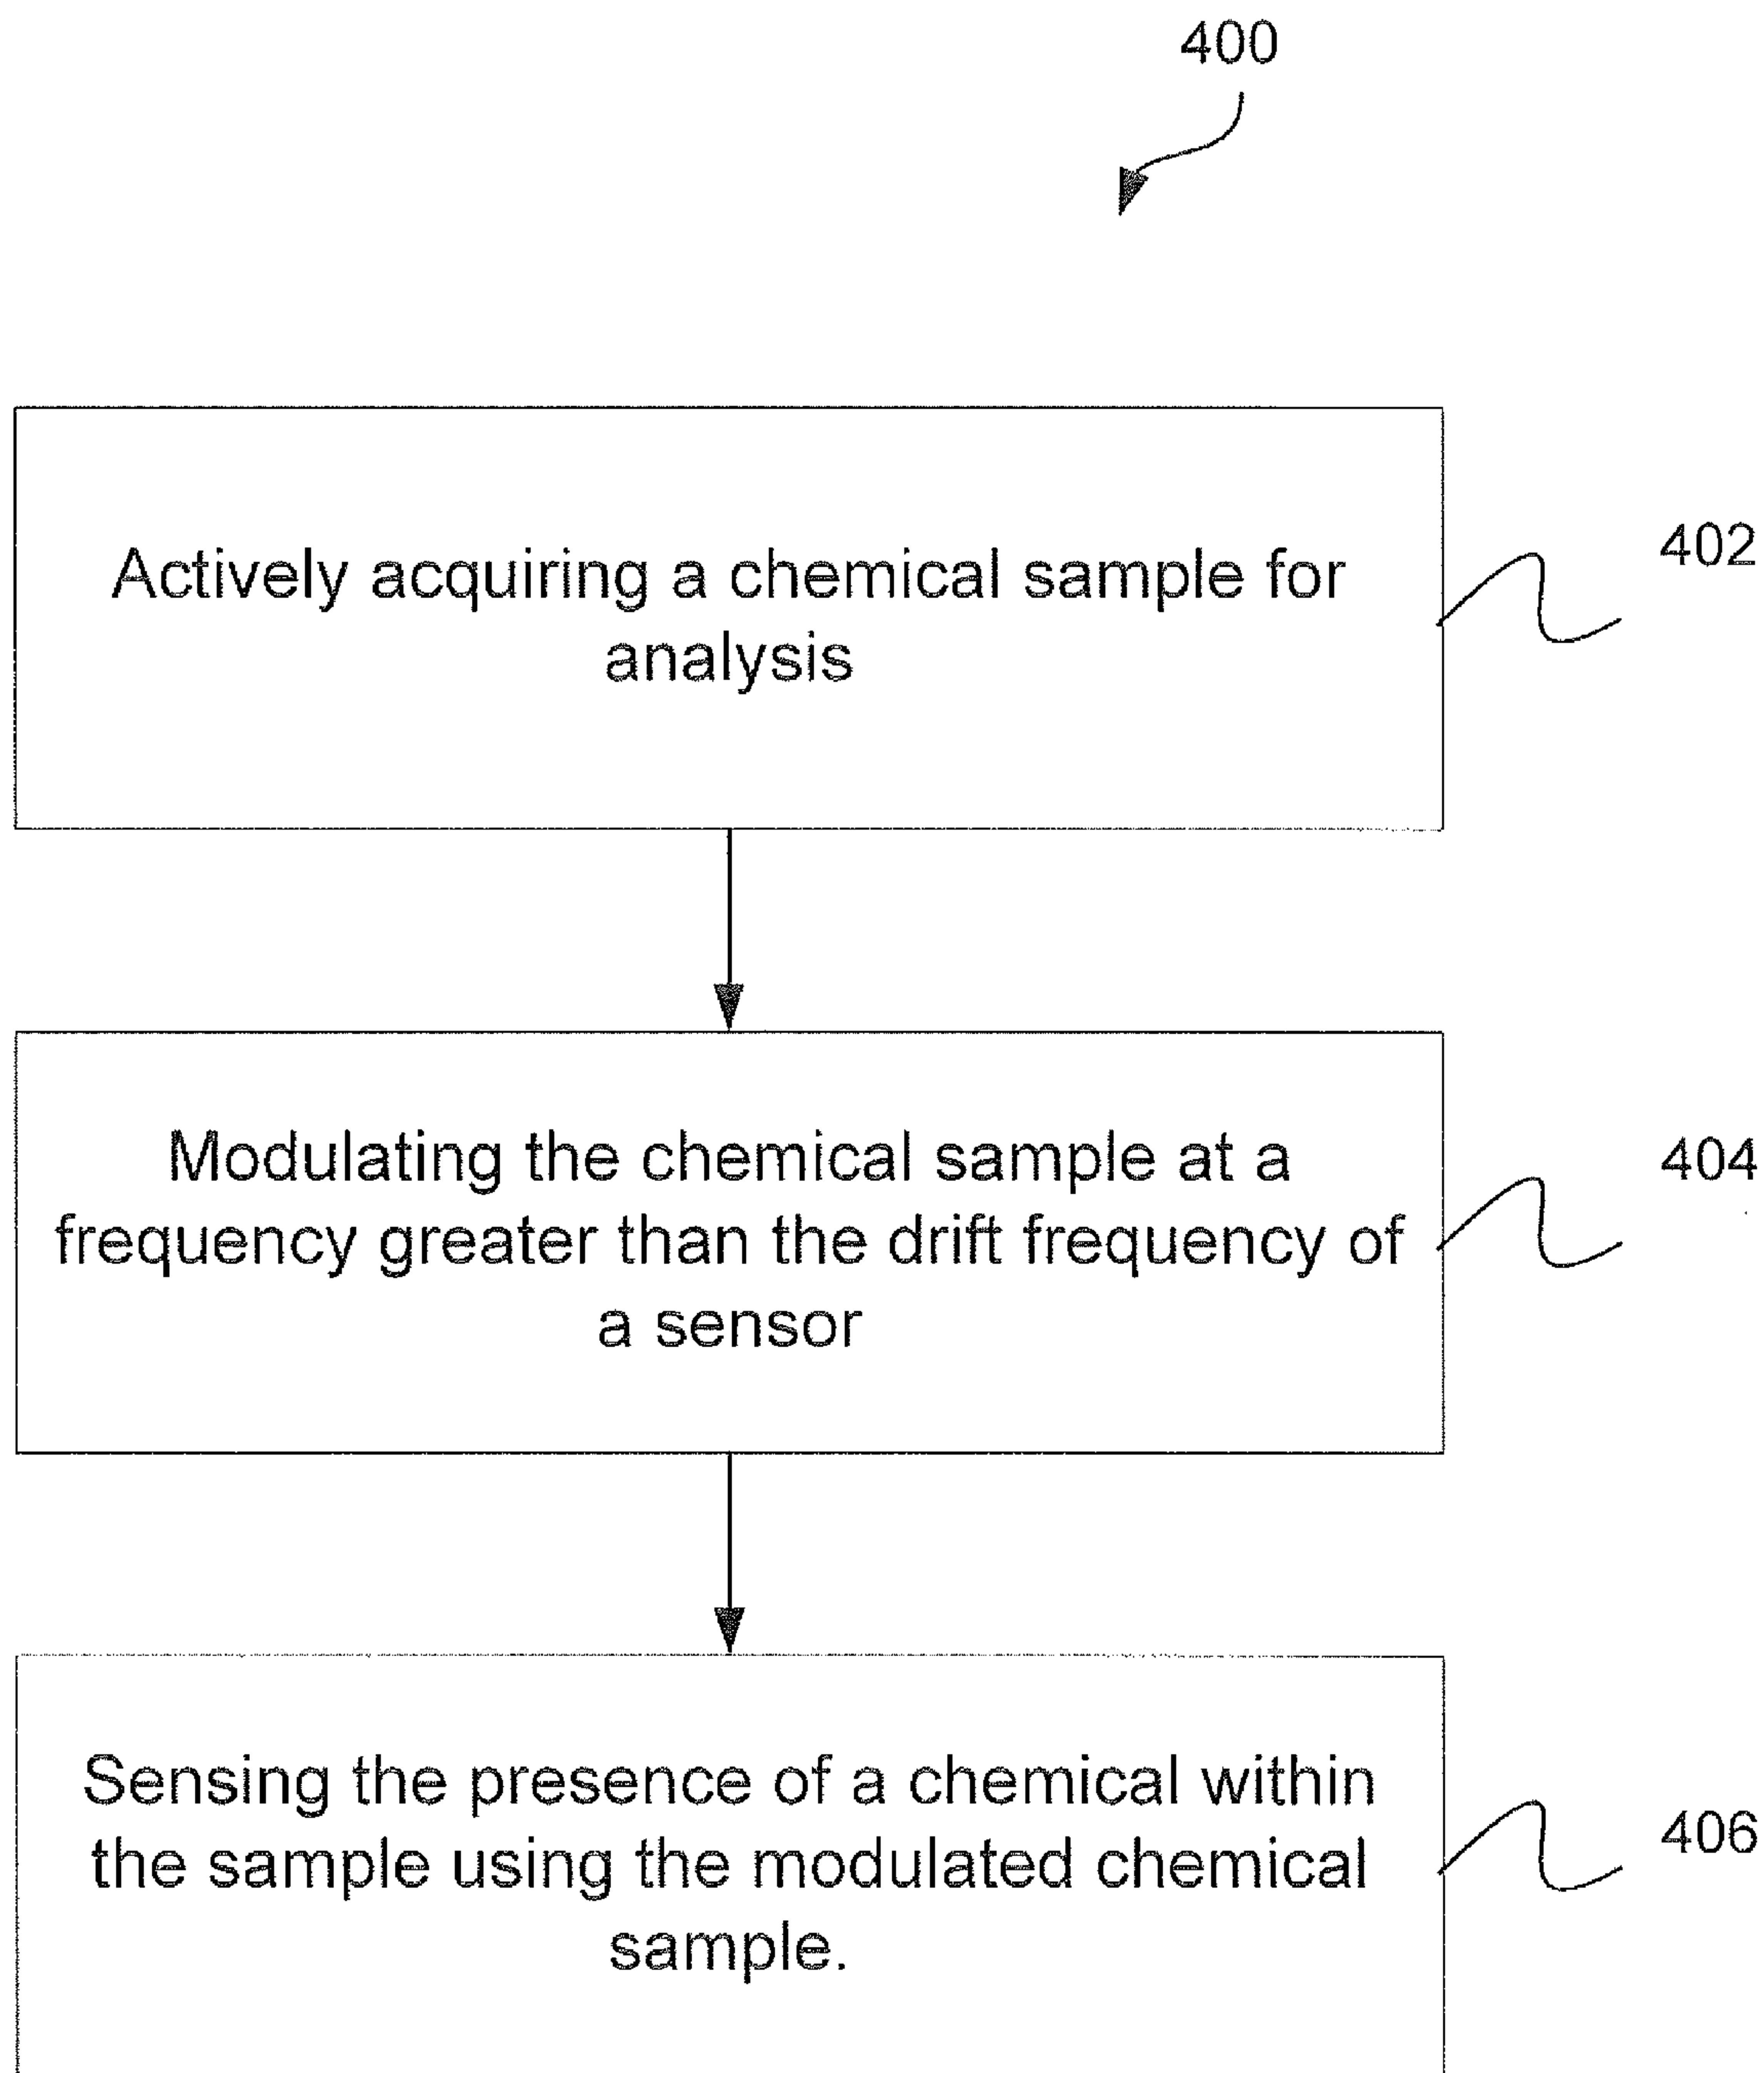 400
Actively acquiring a chemical sample for
analysis
402
Modulating the chemical sample at a
frequency greater than the drift frequency of
a sensor
404
Sensing the presence of a chemical within
the sample using the modulated chemical
sample.
406